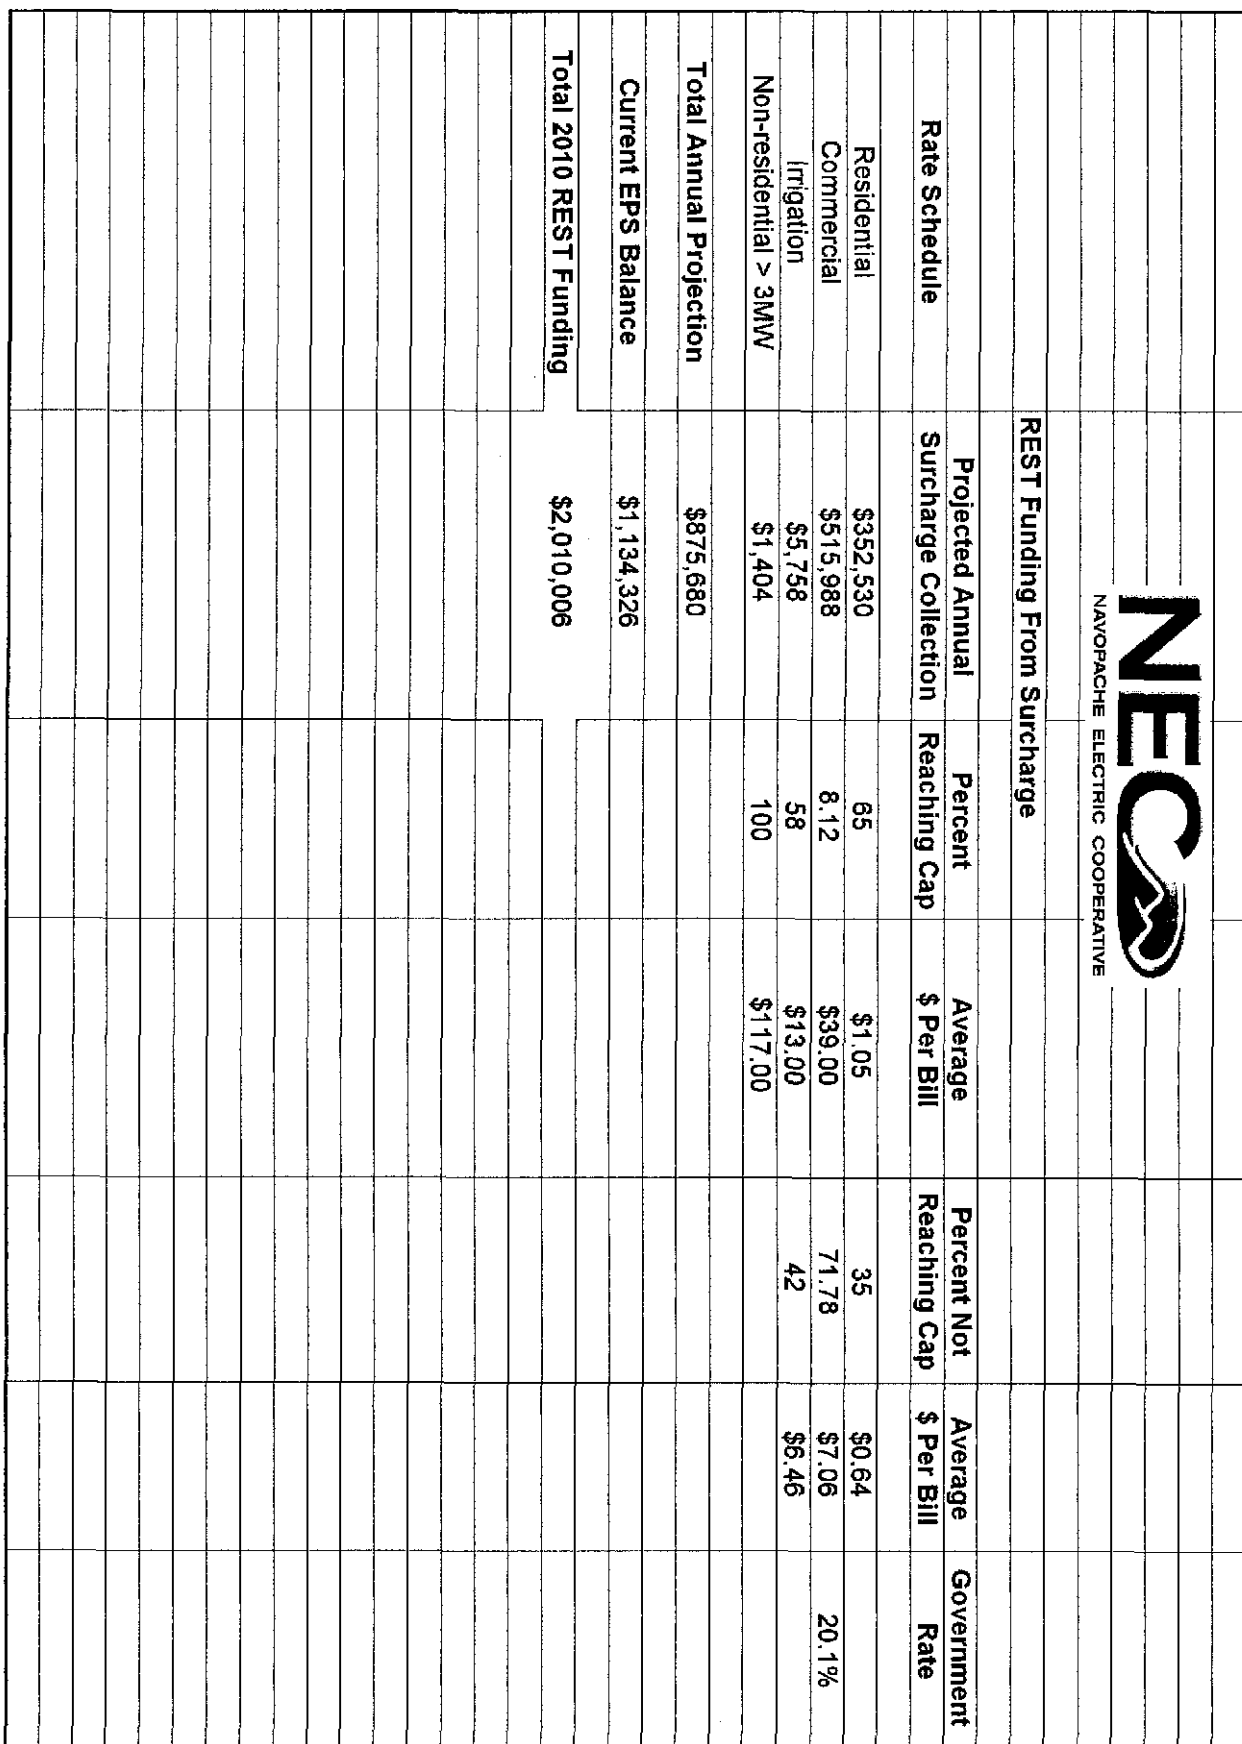 NEC
NAVOPACHE ELECTRIC COOPERATIVE
REST Funding From Surcharge
Projected Annual Percent Average Percent Not Average Government
Rate Schedule Surcharge Collection Reaching Cap $ Per Bill Reaching Cap $ Per Bill Rate
Residential $352,530 65 $1.05 35 $0.64
Commercial $515,988 8.12 $39.00 71.78 $7.06 20.1%
Irrigation $5,758 58 $13.00 42 $6.46
Non-residential > 3MW $1,404 100 $117.00
Total Annual Projection $875,680
Current EPS Balance $1,134,326
Total 2010 REST Funding $2,010,006